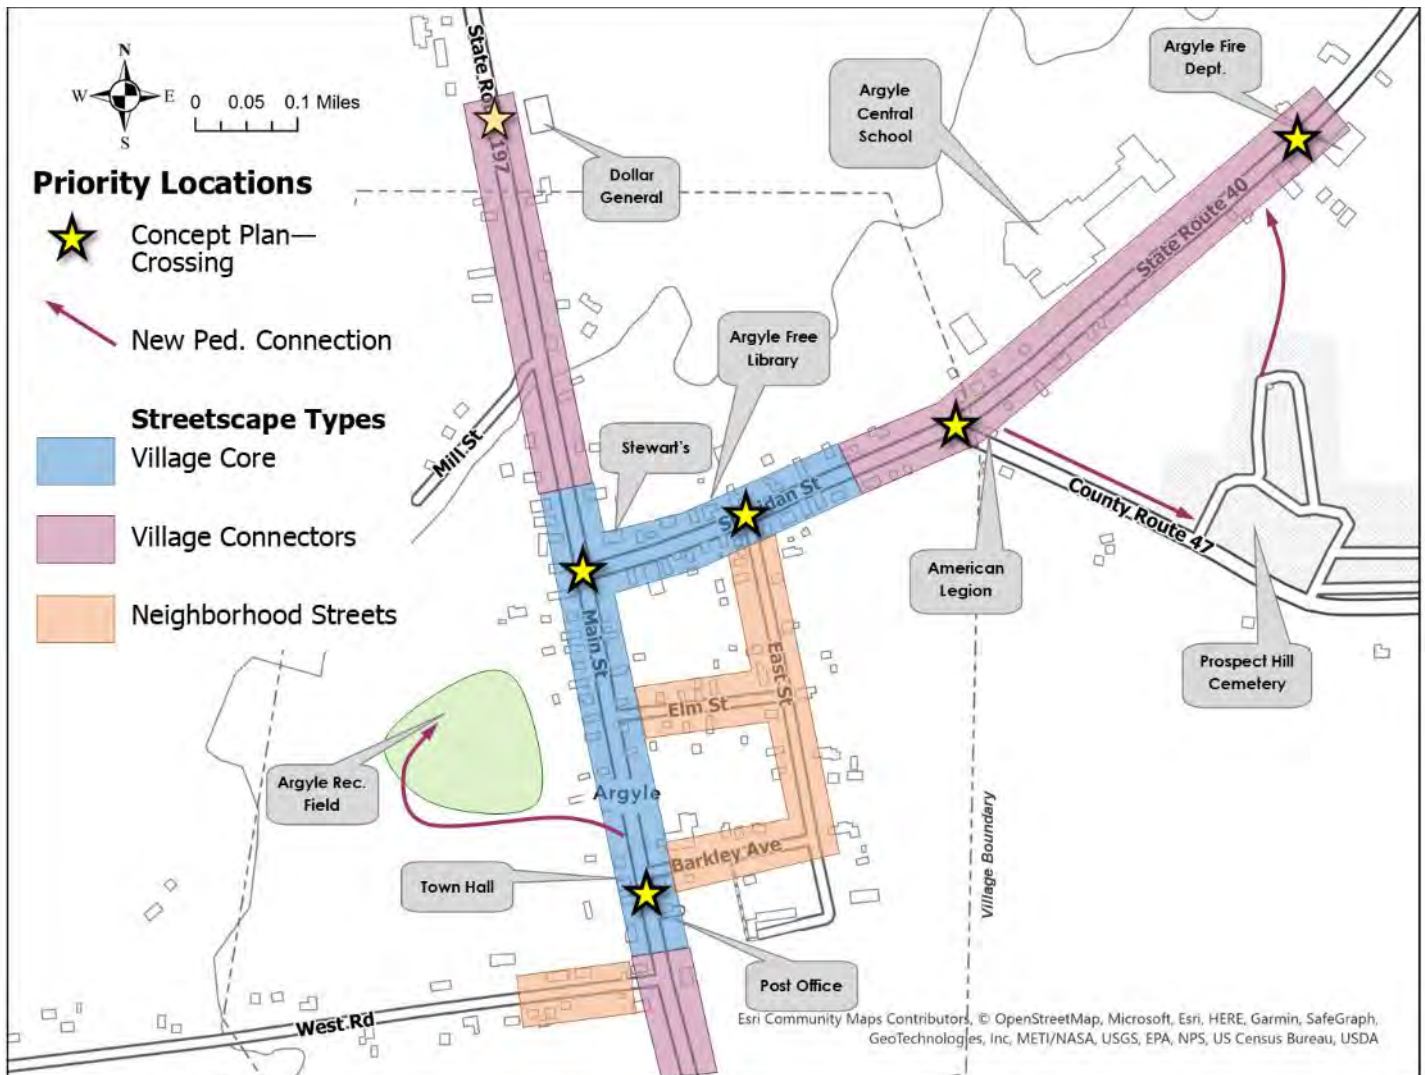 N
W
E
S
0 0.05 0.1 Miles
Priority Locations
Concept Plan—
Crossing
New Ped. Connection
Streetscape Types
Village Core
Village Connectors
Neighborhood Streets
State Ro
197
Dollar
General
Argyle
Central
School
Argyle Fire
Dept.
State Route 40
Argyle Free
Library
Stewart's
Mill St
County Route 47
American
Legion
Prospect Hill
Cemetery
Main St
East St
Elm St
Argyle Rec.
Field
Argyle
Barkley Ave
Town Hall
Village Boundary
Post Office
West Rd
Esri Community Maps Contributors, © OpenStreetMap, Microsoft, Esri, HERE, Garmin, SafeGraph,
GeoTechnologies, Inc, METI/NASA, USGS, EPA, NPS, US Census Bureau, USDA